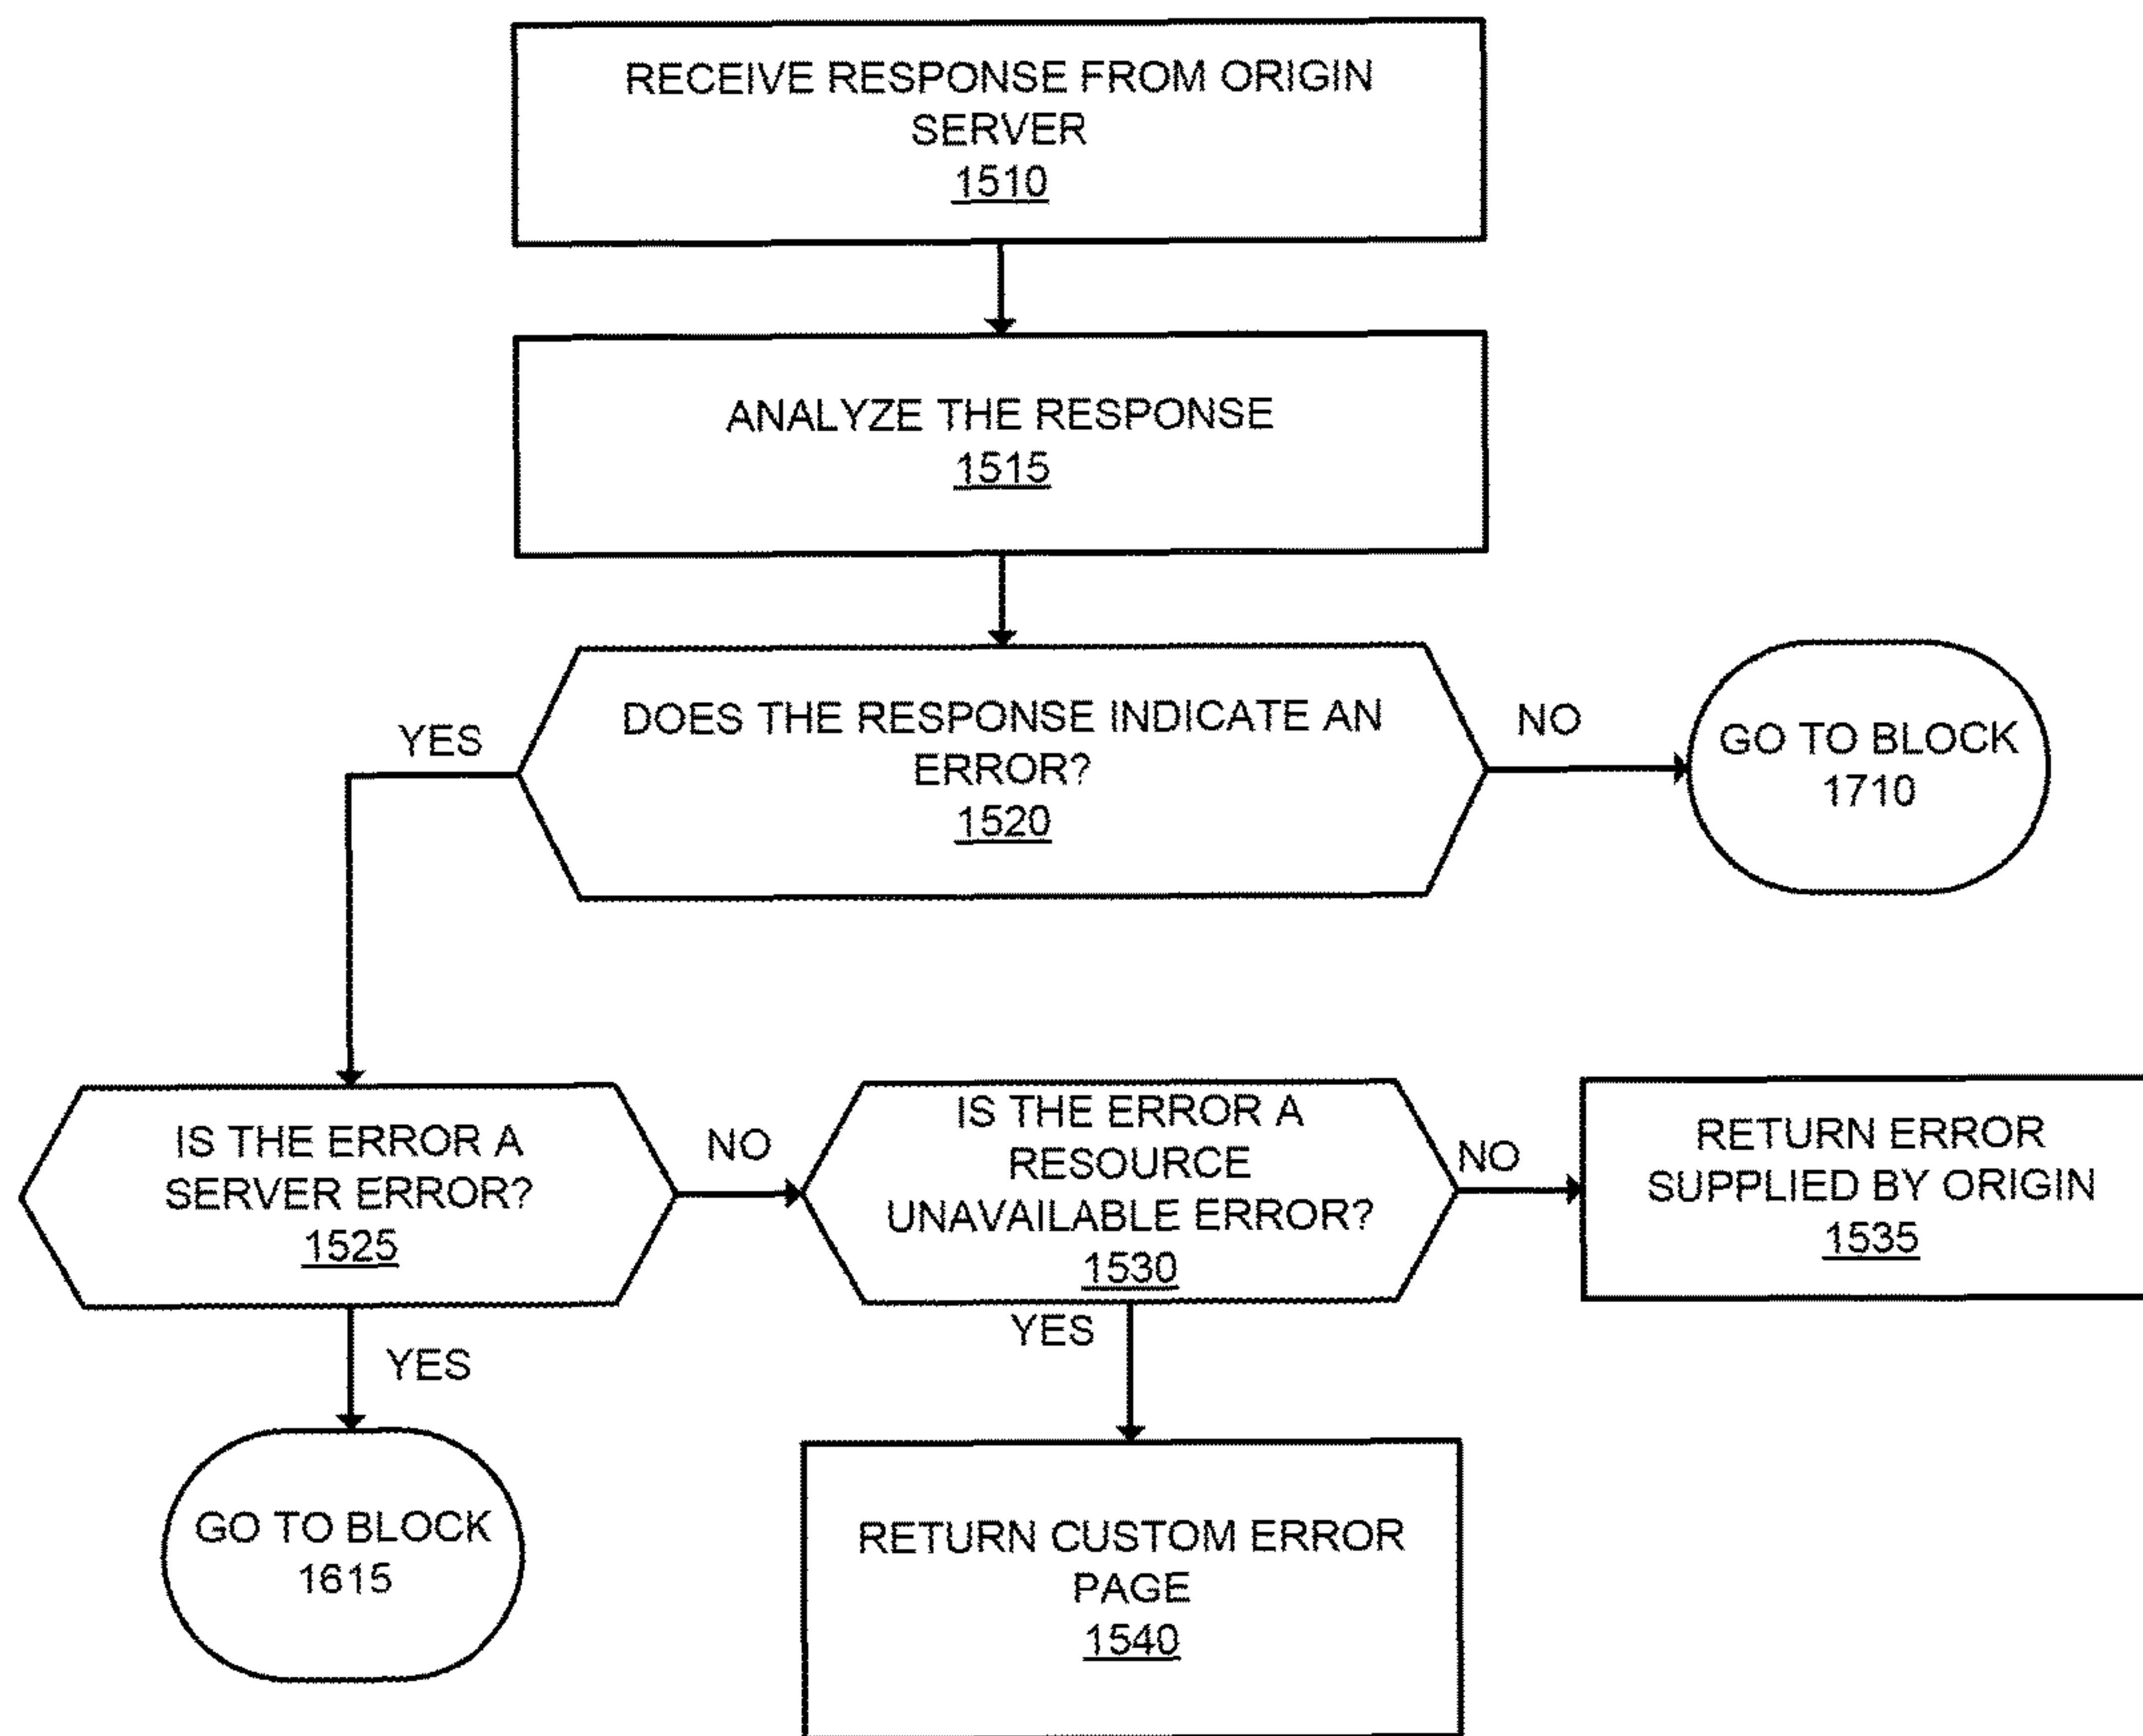 RECEIVE RESPONSE FROM ORIGIN
SERVER
1510
ANALYZE THE RESPONSE
1515
DOES THE RESPONSE INDICATE AN
ERROR?
1520
YES
NO
GO TO BLOCK
1710
IS THE ERROR A
SERVER ERROR?
1525
NO
IS THE ERROR A
RESOURCE
UNAVAILABLE ERROR?
1530
NO
RETURN ERROR
SUPPLIED BY ORIGIN
1535
YES
GO TO BLOCK
1615
YES
RETURN CUSTOM ERROR
PAGE
1540